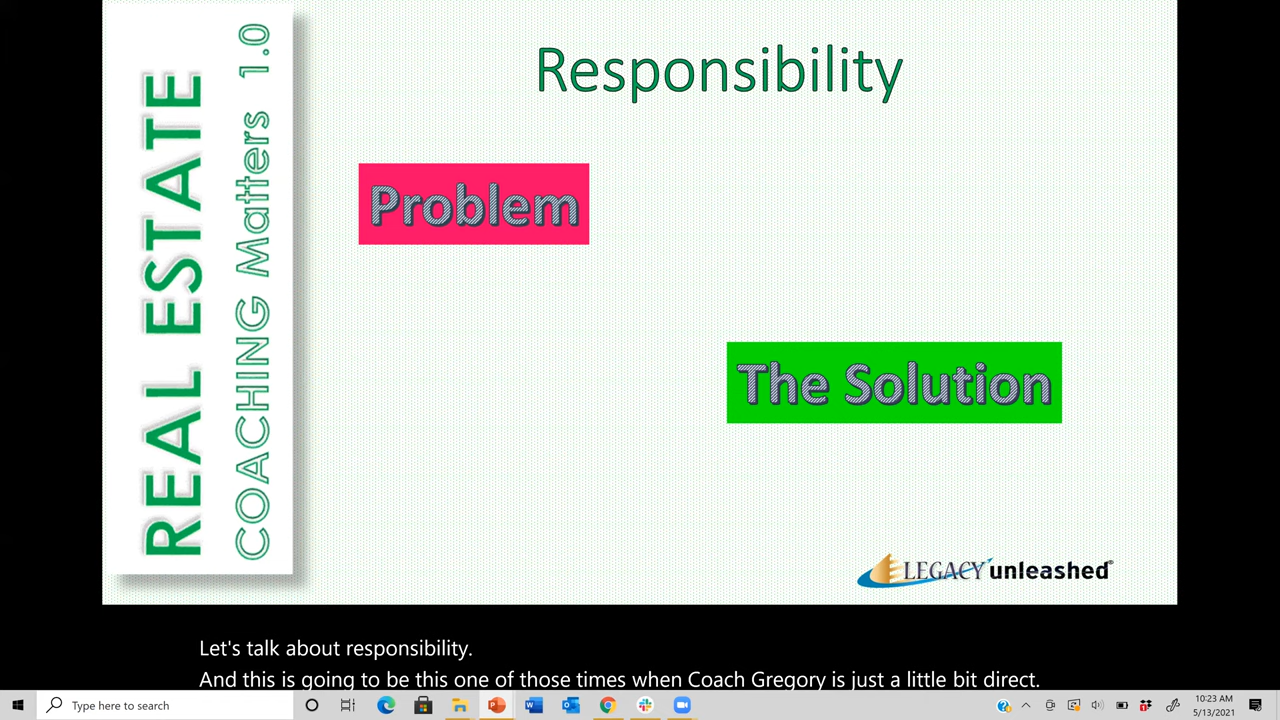 REAL ESTATE
COACHING Matters 1.0
Responsibility
Problem
The Solution
LEGACY unleashed®
Let's talk about responsibility.
And this is going to be this one of those times when Coach Gregory is just a little bit direct.
Type here to search
10:23 AM
5/13/2021